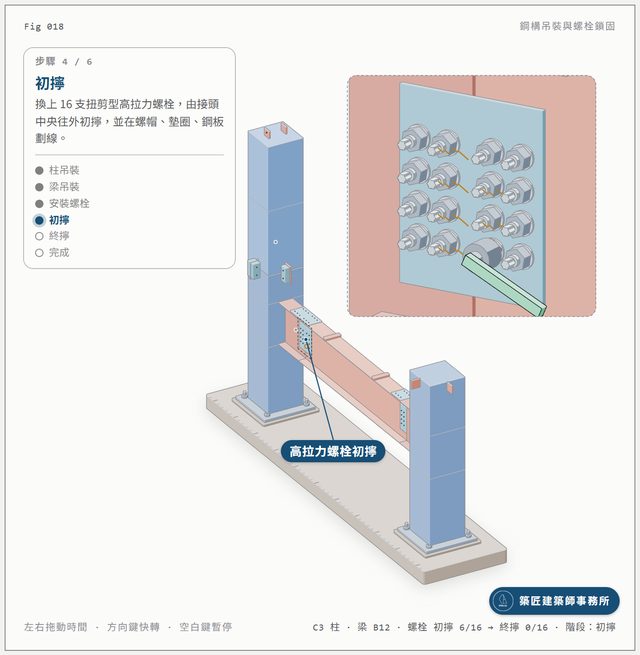 Fig 018
鋼構吊裝與螺栓鎖固
步驟 4 / 6
初擰
換上 16 支扭剪型高拉力螺栓，由接頭
中央往外初擰，並在螺帽、墊圈、鋼板
劃線。
柱吊裝
梁吊裝
安裝螺栓
初擰
終擰
完成
高拉力螺栓初擰
築匠建築師事務所
左右拖動時間 · 方向鍵快轉 · 空白鍵暫停
C3 柱 · 梁 B12 · 螺栓 初擰 6/16 → 終擰 0/16 · 階段：初擰